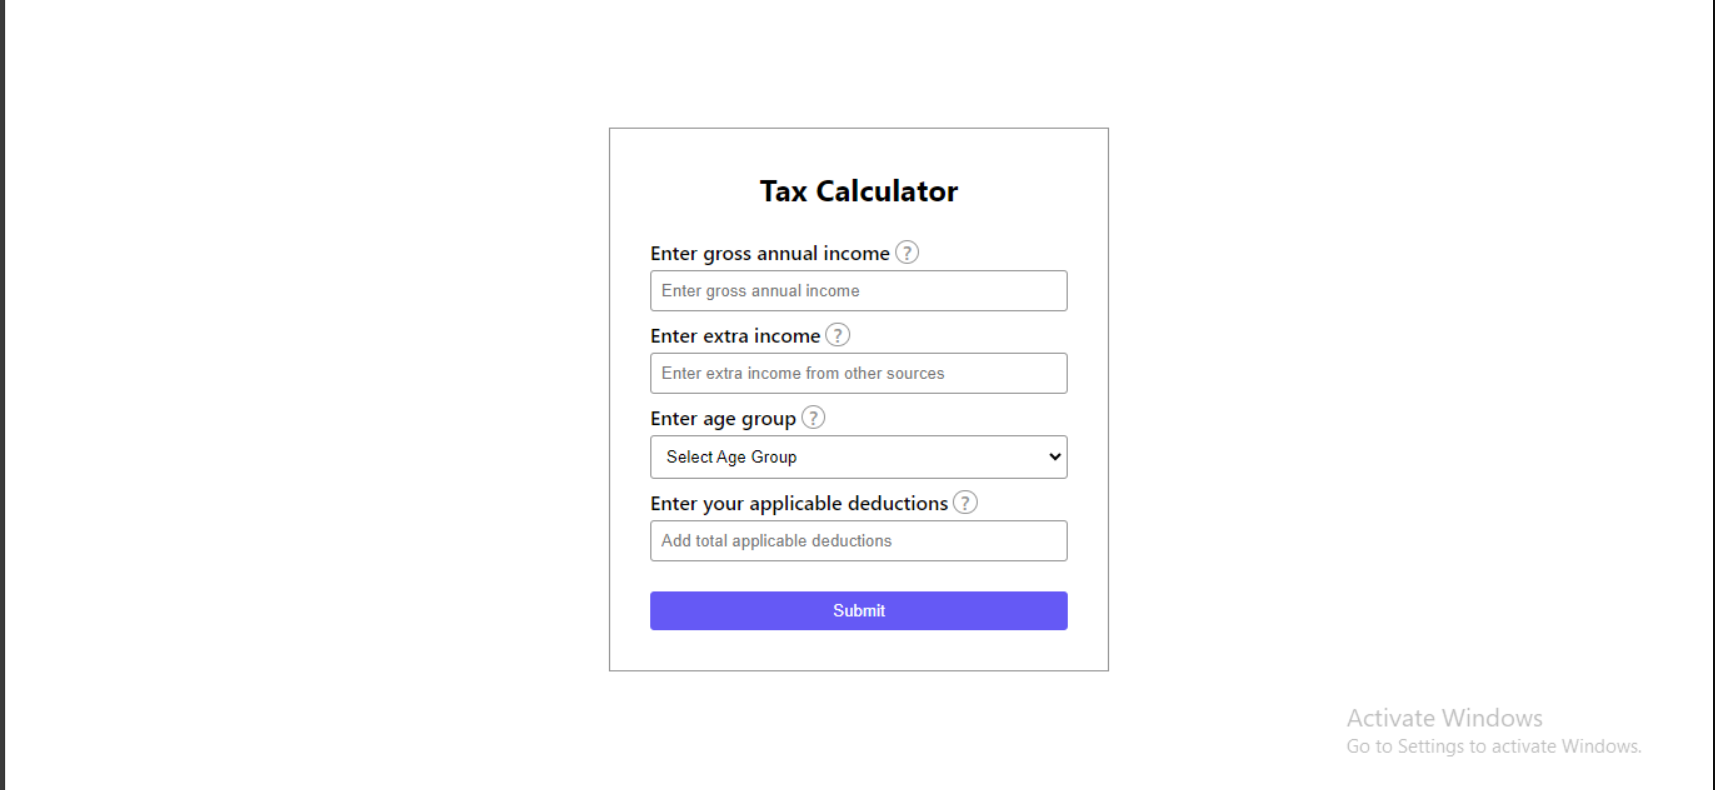 Tax Calculator
Enter gross annual income ?
Enter gross annual income
Enter extra income ?
Enter extra income from other sources
Enter age group ?
Select Age Group
Enter your applicable deductions ?
Add total applicable deductions
Submit
Activate Windows
Go to Settings to activate Windows.